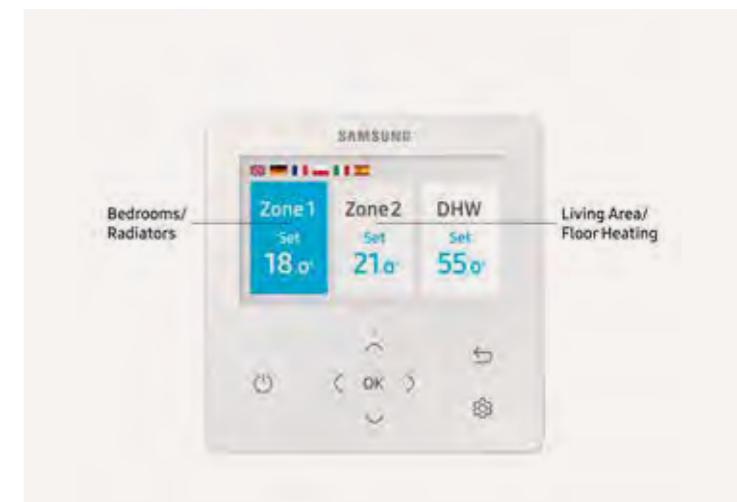 SAMSUNG
Zone 1 Zone 2 DHW
Set Set Set
18.0° 21.0° 55.0°
Bedrooms/
Radiators
Living Area/
Floor Heating
OK